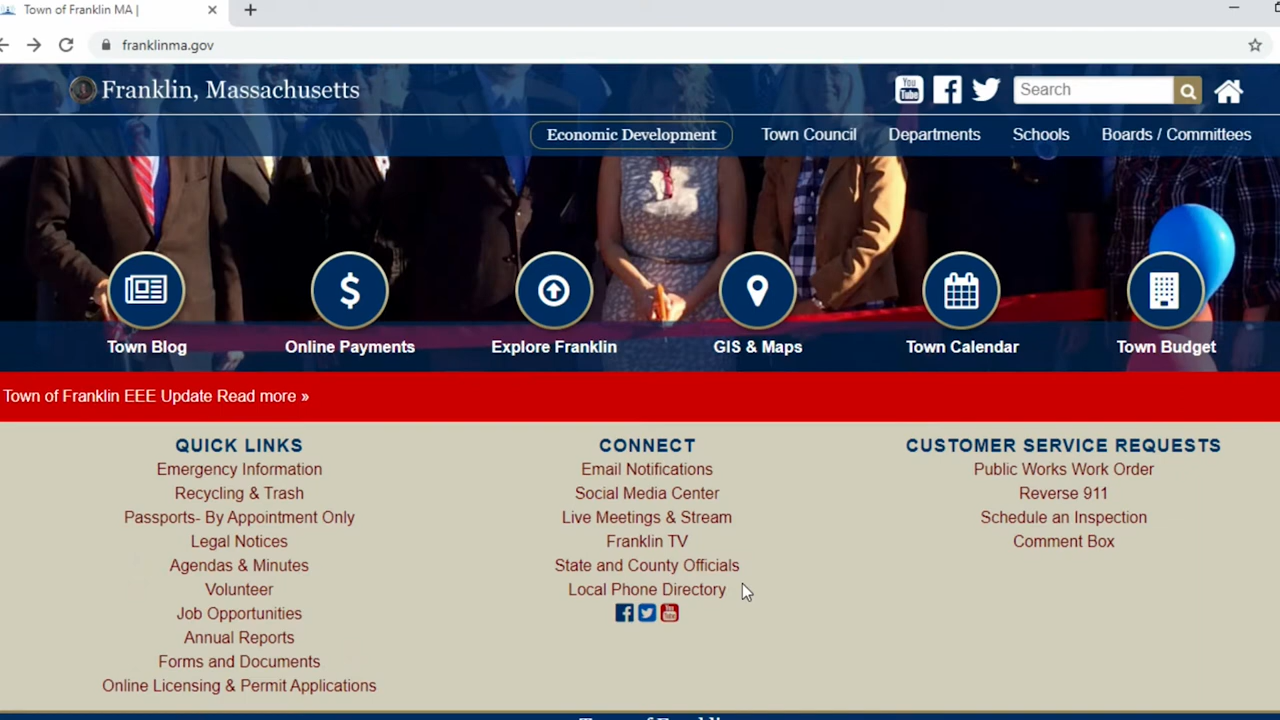 Town of Franklin MA |
franklinma.gov
Franklin, Massachusetts
You Tube
Search
Economic Development Town Council Departments Schools Boards / Committees
Town Blog Online Payments Explore Franklin GIS & Maps Town Calendar Town Budget
Town of Franklin EEE Update Read more »
QUICK LINKS
Emergency Information
Recycling & Trash
Passports- By Appointment Only
Legal Notices
Agendas & Minutes
Volunteer
Job Opportunities
Annual Reports
Forms and Documents
Online Licensing & Permit Applications
CONNECT
Email Notifications
Social Media Center
Live Meetings & Stream
Franklin TV
State and County Officials
Local Phone Directory
CUSTOMER SERVICE REQUESTS
Public Works Work Order
Reverse 911
Schedule an Inspection
Comment Box